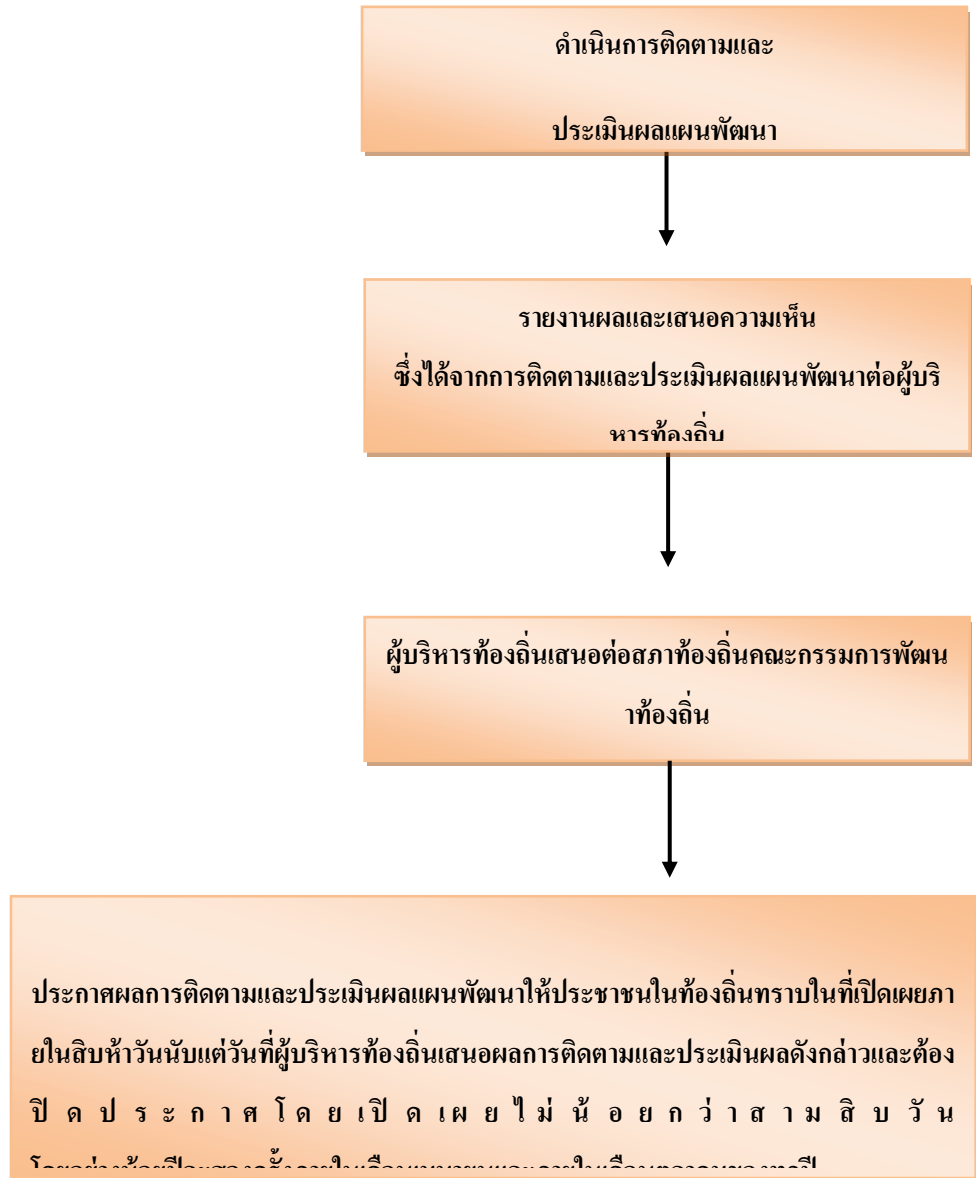 ดำเนินการติดตามและ
ประเมินผลแผนพัฒนา
รายงานผลและเสนอความเห็น
ซึ่งได้จากการติดตามและประเมินผลแผนพัฒนาต่อผู้บริ
หารท้องถิ่น
ผู้บริหารท้องถิ่นเสนอต่อสภาท้องถิ่นคณะกรรมการพัฒน
าท้องถิ่น
ประกาศผลการติดตามและประเมินผลแผนพัฒนาให้ประชาชนในท้องถิ่นทราบในที่เปิดเผยภา
ยในสิบห้าวันนับแต่วันที่ผู้บริหารท้องถิ่นเสนอผลการติดตามและประเมินผลดังกล่าวและต้อง
ปิดประกาศโดยเปิดเผยไม่น้อยกว่าสามสิบวัน